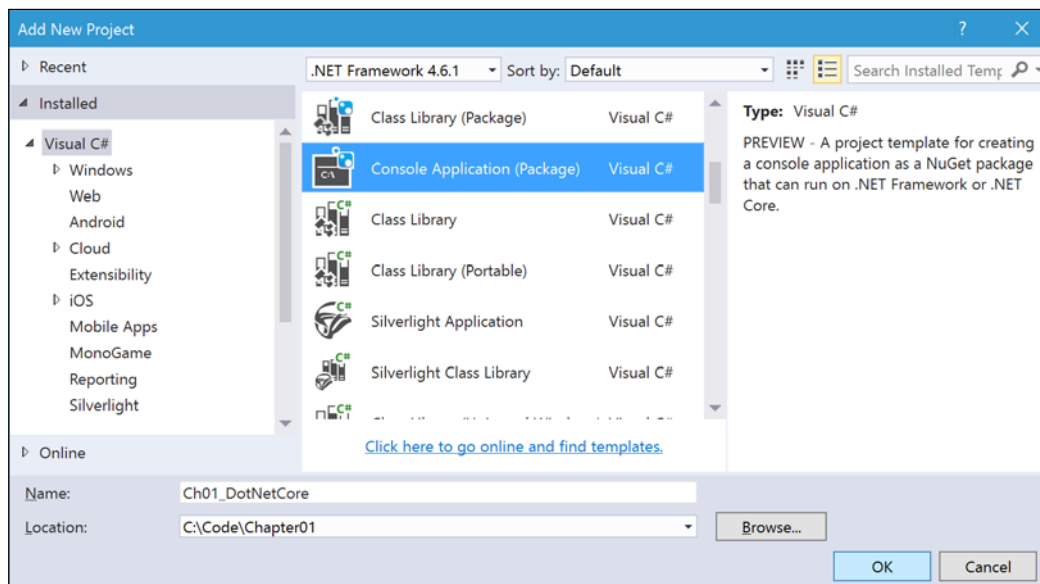 Add New Project
?
Recent
Installed
Visual C#
Windows
Web
Android
Cloud
Extensibility
iOS
Mobile Apps
MonoGame
Reporting
Silverlight
Online
.NET Framework 4.6.1
Sort by:
Default
Search Installed Temp
Class Library (Package) Visual C#
Console Application (Package) Visual C#
Class Library Visual C#
Class Library (Portable) Visual C#
Silverlight Application Visual C#
Silverlight Class Library Visual C#
Click here to go online and find templates.
Type: Visual C#
PREVIEW - A project template for creating
a console application as a NuGet package
that can run on .NET Framework or .NET
Core.
Name: Ch01_DotNetCore
Location: C:\Code\Chapter01
Browse...
OK
Cancel